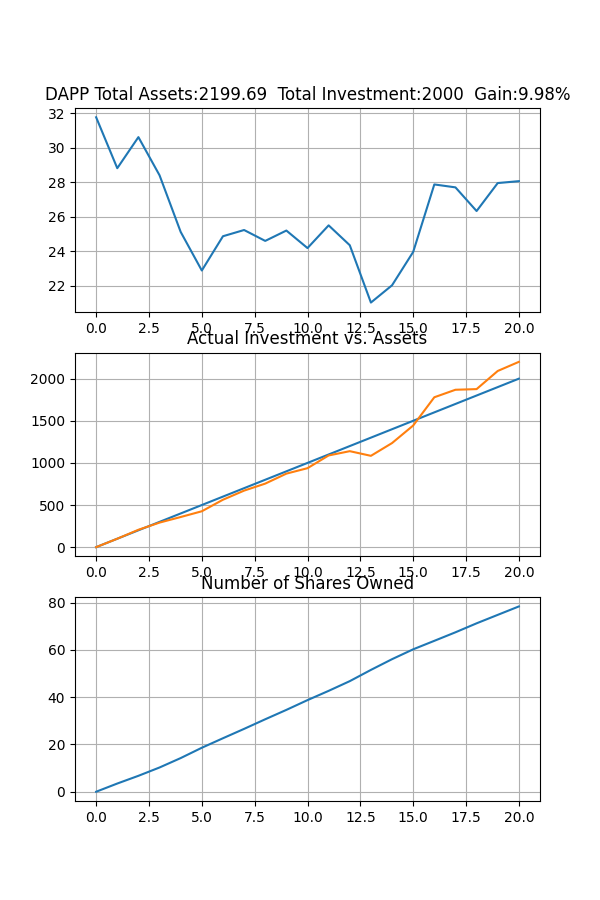 DAPP Total Assets:2199.69  Total Investment:2000  Gain:9.98%
32
30
28
26
24
22
0.0 2.5 5.0 7.5 10.0 12.5 15.0 17.5 20.0
Actual Investment vs. Assets
2000
1500
1000
500
0
0.0 2.5 5.0 7.5 10.0 12.5 15.0 17.5 20.0
Number of Shares Owned
80
60
40
20
0
0.0 2.5 5.0 7.5 10.0 12.5 15.0 17.5 20.0